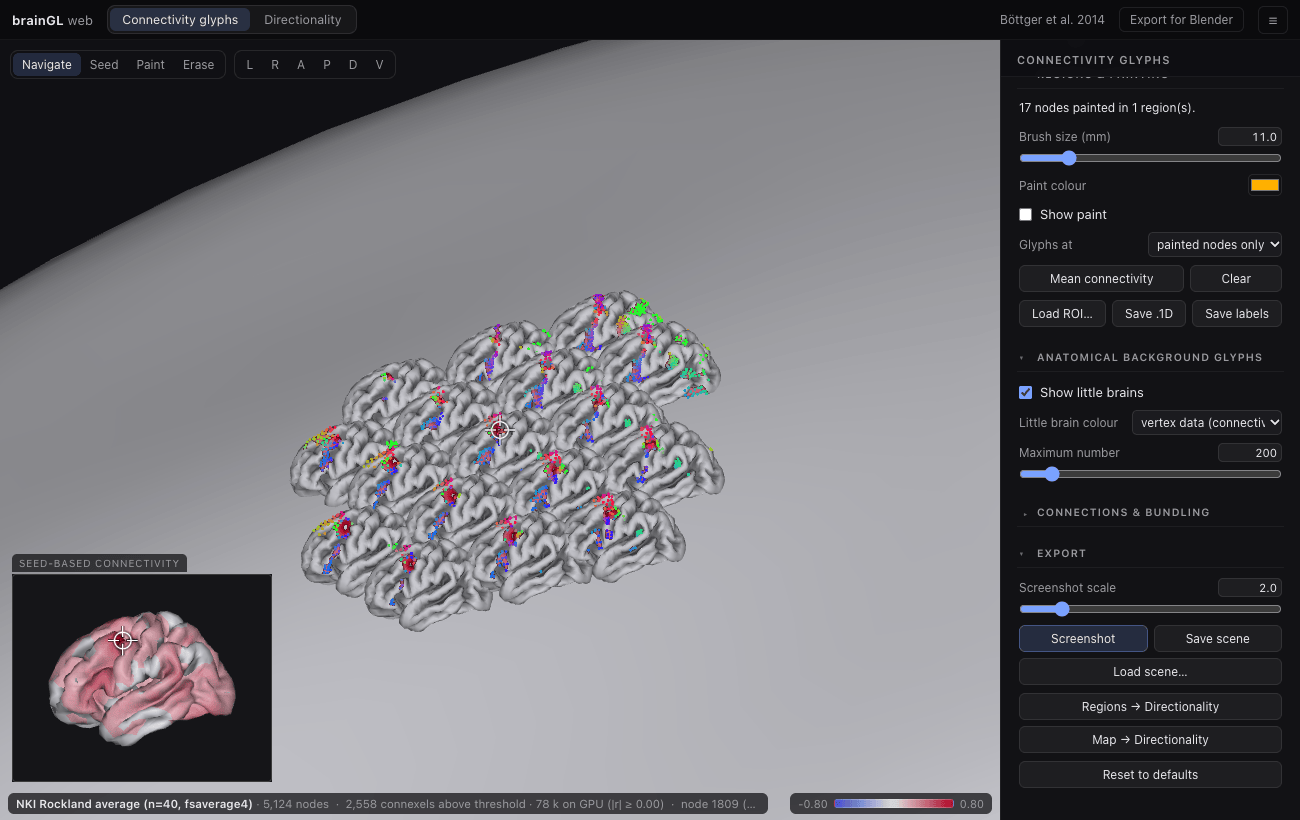 brainGL web
Connectivity glyphs
Directionality
Böttger et al. 2014
Export for Blender
≡
Navigate
Seed
Paint
Erase
L
R
A
P
D
V
CONNECTIVITY GLYPHS
17 nodes painted in 1 region(s).
Brush size (mm)
11.0
Paint colour
Show paint
Glyphs at
painted nodes only
Mean connectivity
Clear
Load ROI...
Save .1D
Save labels
ANATOMICAL BACKGROUND GLYPHS
Show little brains
Little brain colour
vertex data (connectiv
Maximum number
200
CONNECTIONS & BUNDLING
EXPORT
Screenshot scale
2.0
Screenshot
Save scene
Load scene...
Regions → Directionality
Map → Directionality
Reset to defaults
SEED-BASED CONNECTIVITY
NKI Rockland average (n=40, fsaverage4) · 5,124 nodes · 2,558 connexels above threshold · 78 k on GPU (|r| ≥ 0.00) · node 1809 (...
-0.80
0.80